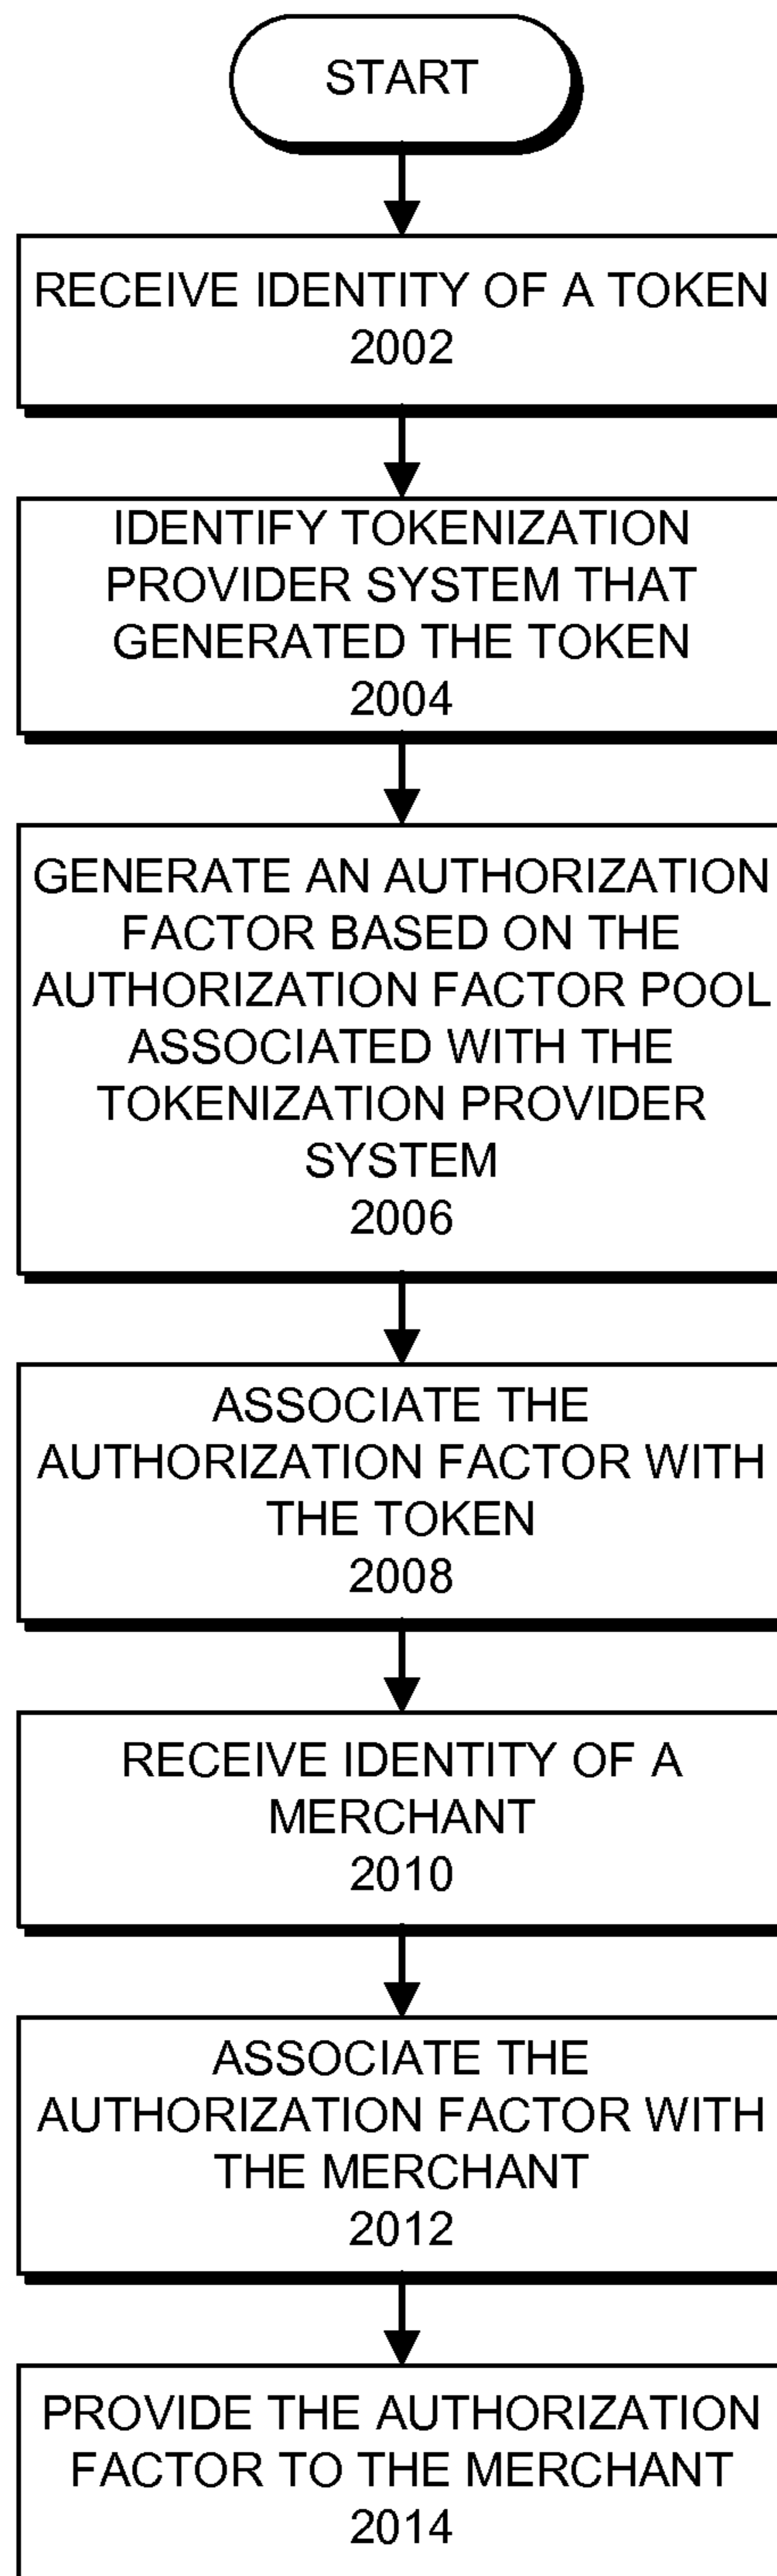 START
RECEIVE IDENTITY OF A TOKEN
2002
IDENTIFY TOKENIZATION
PROVIDER SYSTEM THAT
GENERATED THE TOKEN
2004
GENERATE AN AUTHORIZATION
FACTOR BASED ON THE
AUTHORIZATION FACTOR POOL
ASSOCIATED WITH THE
TOKENIZATION PROVIDER
SYSTEM
2006
ASSOCIATE THE
AUTHORIZATION FACTOR WITH
THE TOKEN
2008
RECEIVE IDENTITY OF A
MERCHANT
2010
ASSOCIATE THE
AUTHORIZATION FACTOR WITH
THE MERCHANT
2012
PROVIDE THE AUTHORIZATION
FACTOR TO THE MERCHANT
2014